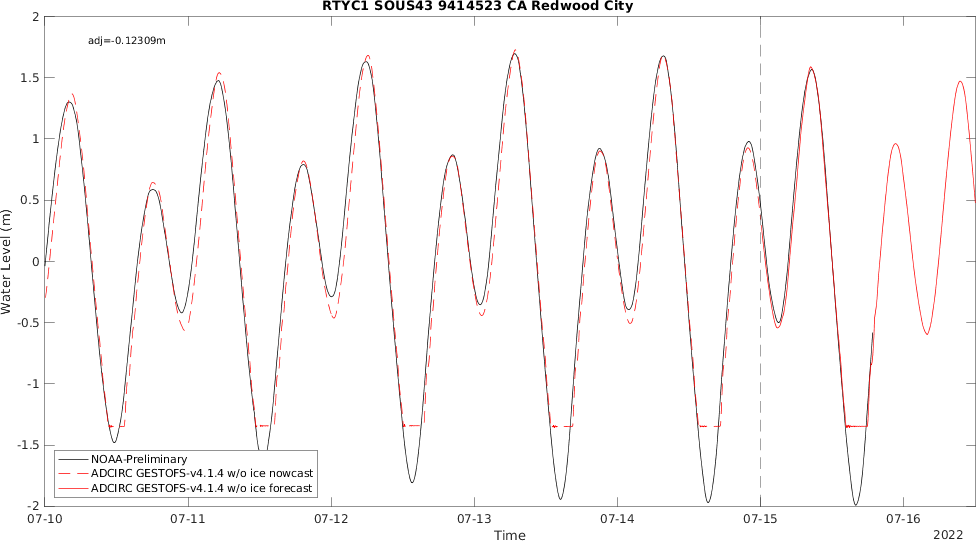 RTYC1 SOUS43 9414523 CA Redwood City
adj=-0.12309m
2
1.5
1
0.5
0
-0.5
-1
-1.5
-2
Water Level (m)
NOAA-Preliminary
ADCIRC GESTOFS-v4.1.4 w/o ice nowcast
ADCIRC GESTOFS-v4.1.4 w/o ice forecast
07-10 07-11 07-12 07-13 07-14 07-15 07-16
Time
2022